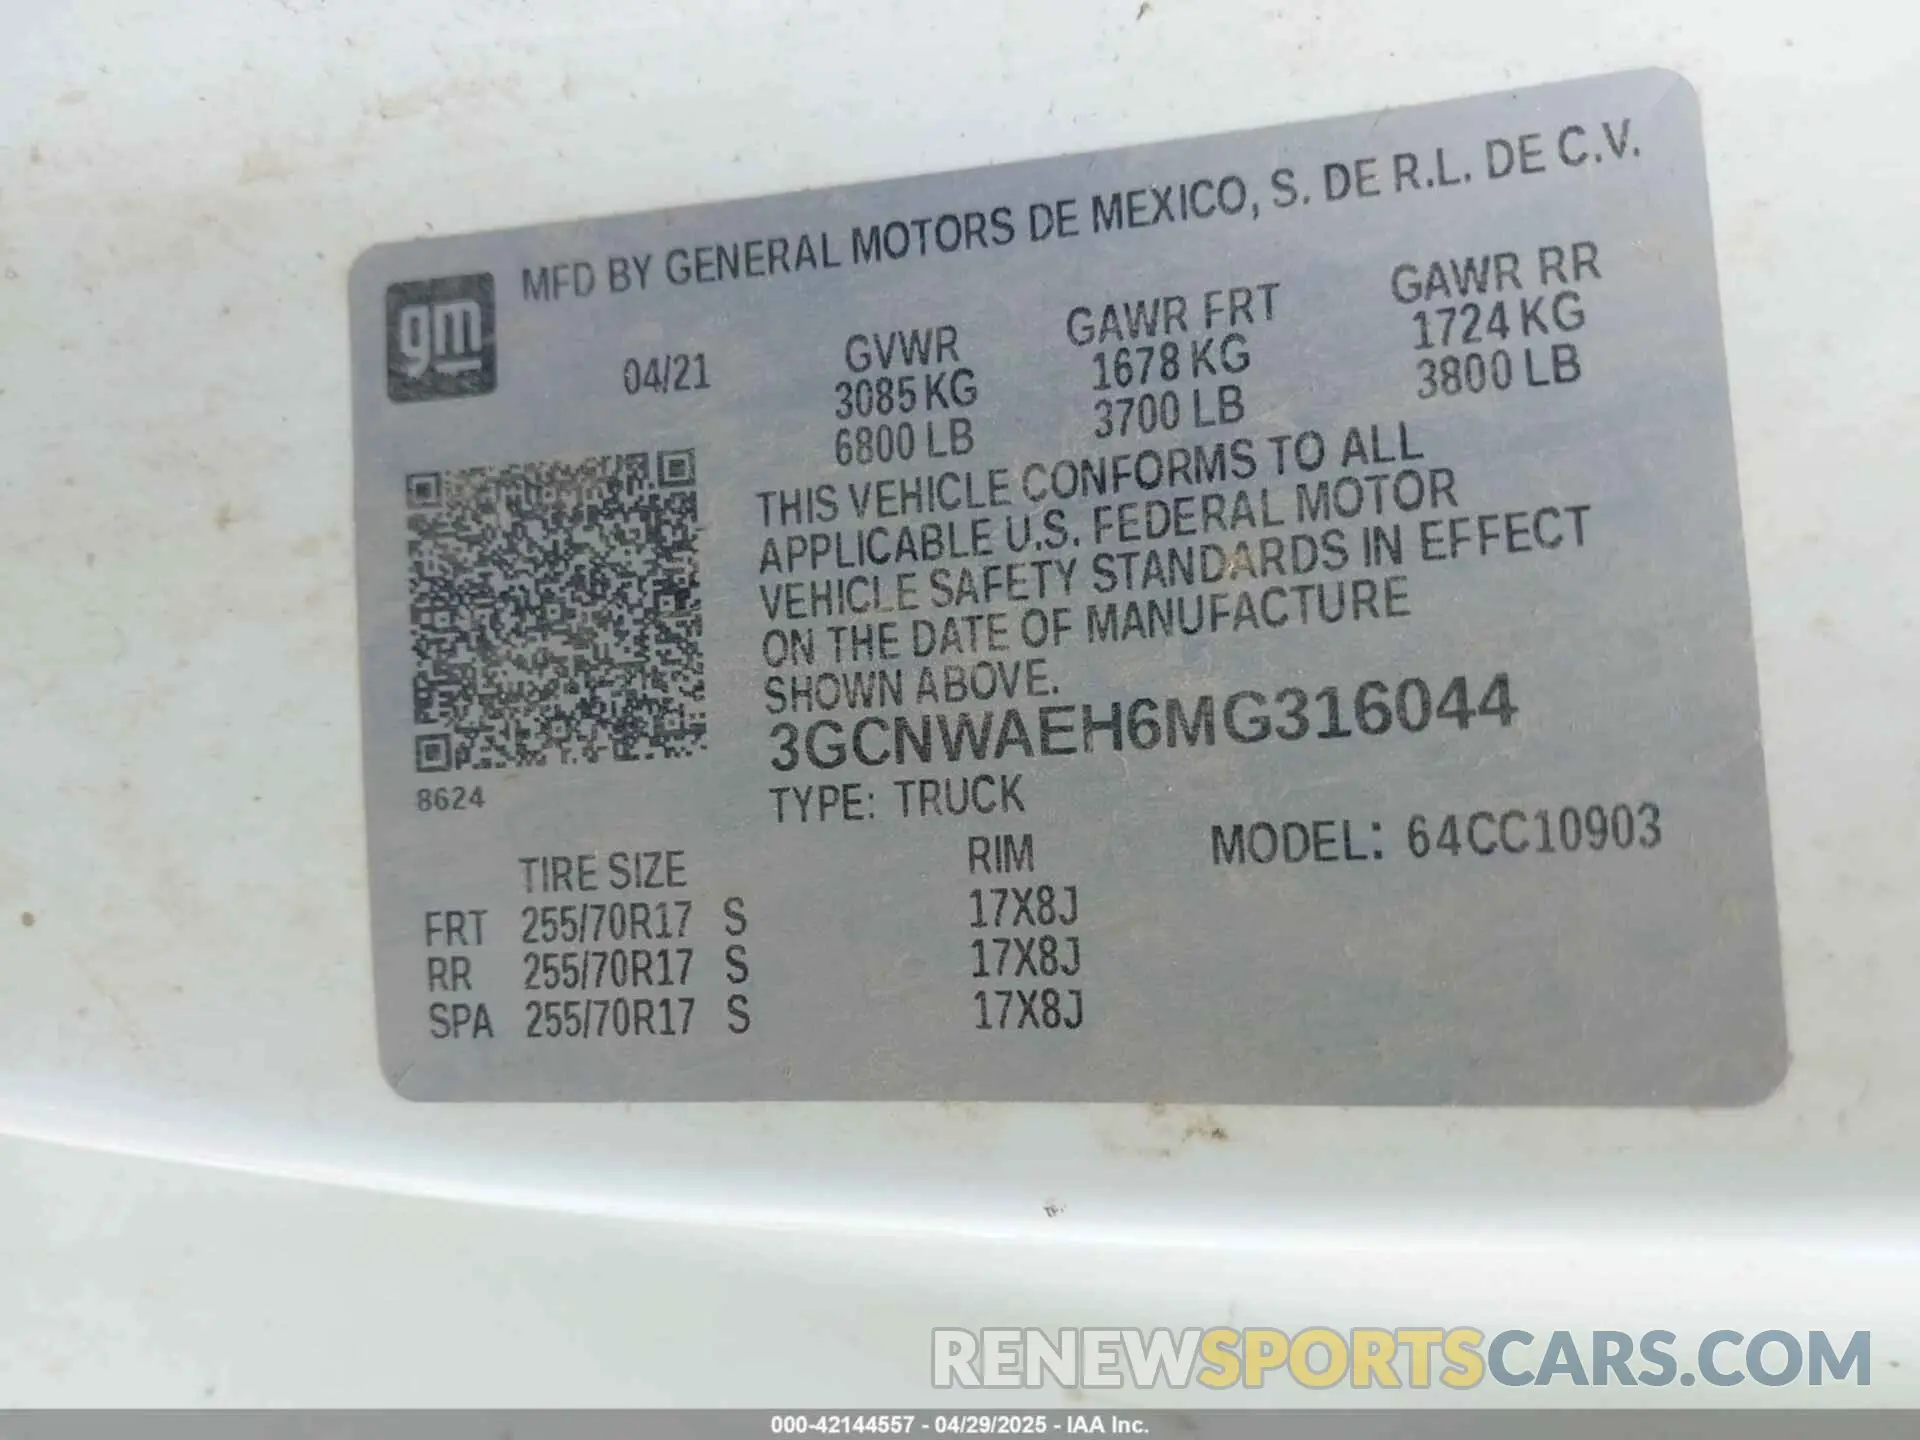 gm
MFD BY GENERAL MOTORS DE MEXICO, S. DE R.L. DE C.V.
04/21
GVWR GAWR FRT GAWR RR
3085 KG 1678 KG 1724 KG
6800 LB 3700 LB 3800 LB
THIS VEHICLE CONFORMS TO ALL
APPLICABLE U.S. FEDERAL MOTOR
VEHICLE SAFETY STANDARDS IN EFFECT
ON THE DATE OF MANUFACTURE
SHOWN ABOVE.
3GCNWAEH6MG316044
8624
TYPE: TRUCK MODEL: 64CC10903
TIRE SIZE RIM
FRT 255/70R17 S 17X8J
RR 255/70R17 S 17X8J
SPA 255/70R17 S 17X8J
RENEWSPORTSCARS.COM
000-42144557 - 04/29/2025 - IAA Inc.